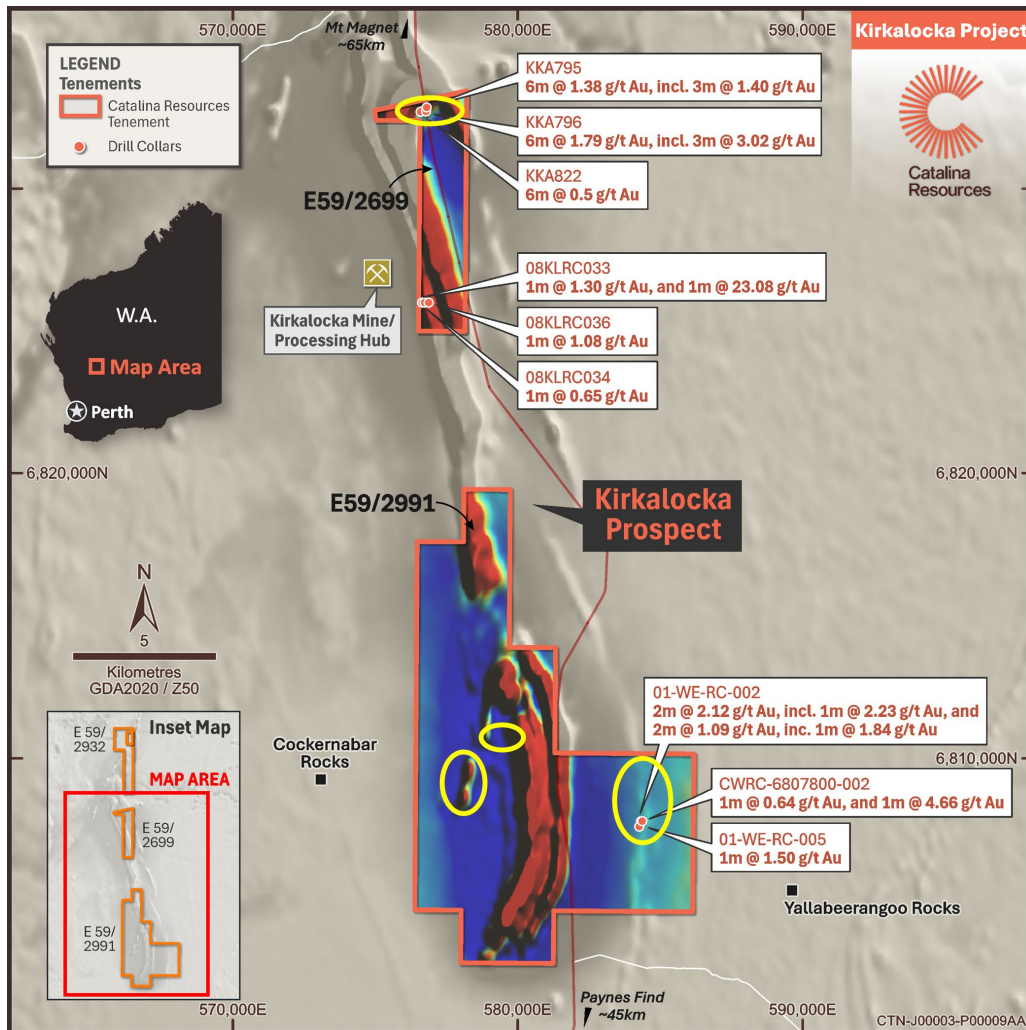 570,000E
580,000E
590,000E
Mt Magnet
~65km
Kirkalocka Project
LEGEND
Tenements
Catalina Resources
Tenement
Drill Collars
Catalina
Resources
KKA795
6m @ 1.38 g/t Au, incl. 3m @ 1.40 g/t Au
KKA796
6m @ 1.79 g/t Au, incl. 3m @ 3.02 g/t Au
KKA822
6m @ 0.5 g/t Au
E59/2699
W.A.
Map Area
Perth
Kirkalocka Mine/
Processing Hub
08KLRC033
1m @ 1.30 g/t Au, and 1m @ 23.08 g/t Au
08KLRC036
1m @ 1.08 g/t Au
08KLRC034
1m @ 0.65 g/t Au
6,820,000N
6,820,000N
E59/2991
Kirkalocka
Prospect
N
5
Kilometres
GDA2020 / Z50
01-WE-RC-002
2m @ 2.12 g/t Au, incl. 1m @ 2.23 g/t Au, and
2m @ 1.09 g/t Au, inc. 1m @ 1.84 g/t Au
6,810,000N
CWRC-6807800-002
1m @ 0.64 g/t Au, and 1m @ 4.66 g/t Au
01-WE-RC-005
1m @ 1.50 g/t Au
Cockernabar
Rocks
Yallabeerangoo Rocks
Inset Map
E 59/
2932
MAP AREA
E 59/
2699
E 59/
2991
Paynes Find
~45km
570,000E
580,000E
590,000E
CTN-J00003-P00009AA